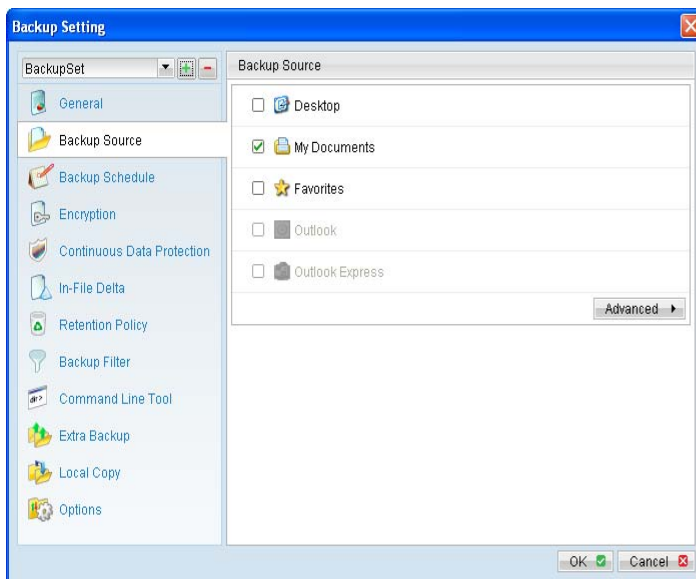 Backup Setting
BackupSet
General
Backup Source
Backup Schedule
Encryption
Continuous Data Protection
In-File Delta
Retention Policy
Backup Filter
Command Line Tool
Extra Backup
Local Copy
Options
Backup Source
Desktop
My Documents
Favorites
Outlook
Outlook Express
Advanced
OK
Cancel